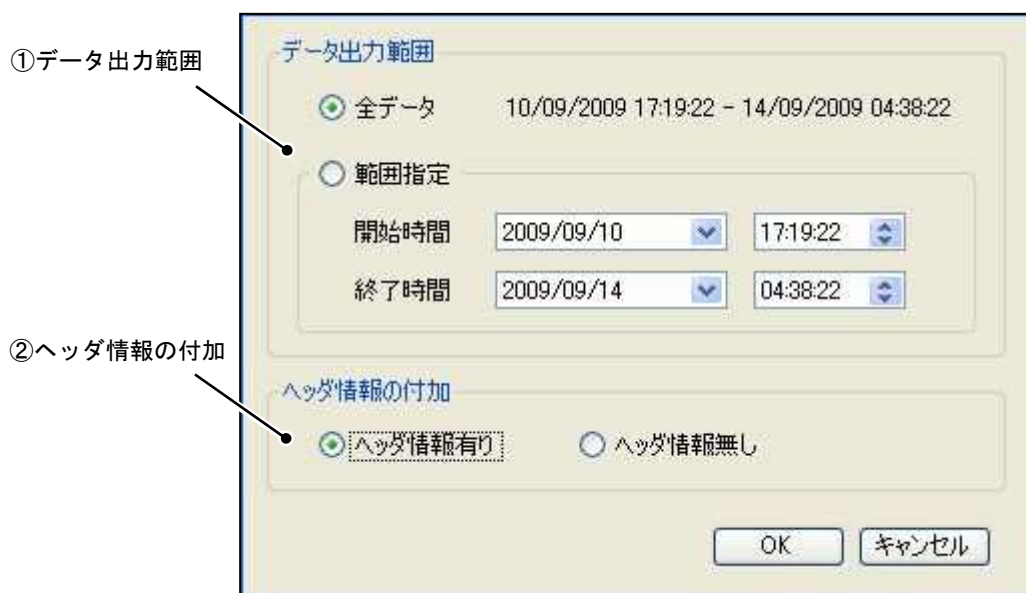 ①データ出力範囲
データ出力範囲
全データ 10/09/2009 17:19:22 - 14/09/2009 04:38:22
範囲指定
開始時間 2009/09/10 17:19:22
終了時間 2009/09/14 04:38:22
②ヘッダ情報の付加
ヘッダ情報の付加
ヘッダ情報有り ヘッダ情報無し
OK キャンセル